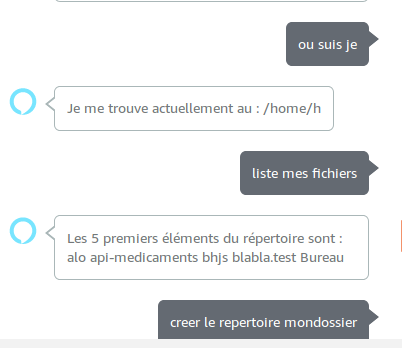 ou suis je
Je me trouve actuellement au : /home/h
liste mes fichiers
Les 5 premiers éléments du répertoire sont :
alo api-medicaments bhjs blabla.test Bureau
creer le repertoire mondossier